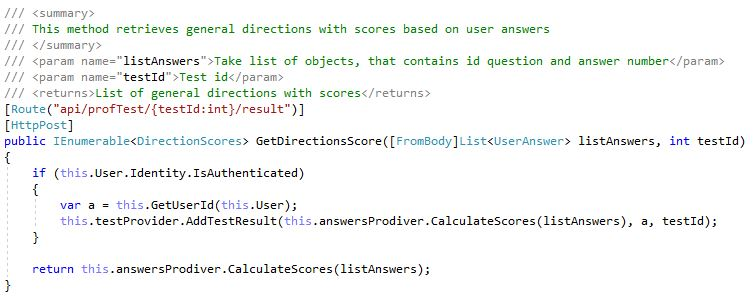 /// <summary>
/// This method retrieves general directions with scores based on user answers
/// </summary>
/// <param name="listAnswers">Take list of objects, that contains id question and answer number</param>
/// <param name="testId">Test id</param>
/// <returns>List of general directions with scores</returns>
[Route("api/profTest/{testId:int}/result")]
[HttpPost]
public IEnumerable<DirectionScores> GetDirectionsScore([FromBody]List<UserAnswer> listAnswers, int testId)
{
    if (this.User.Identity.IsAuthenticated)
    {
        var a = this.GetUserId(this.User);
        this.testProvider.AddTestResult(this.answersProdiver.CalculateScores(listAnswers), a, testId);
    }

    return this.answersProdiver.CalculateScores(listAnswers);
}